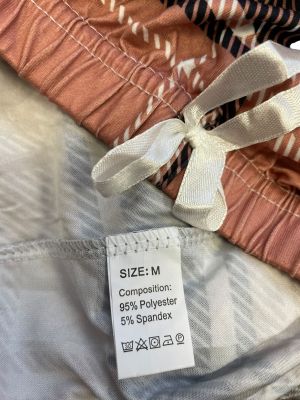 SIZE: M
Composition:
95% Polyester
5% Spandex